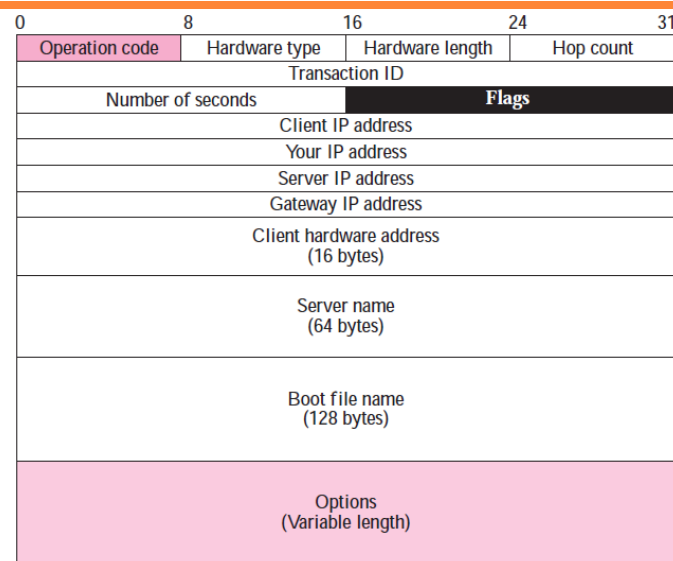 0 8 16 24 31
Operation code Hardware type Hardware length Hop count
Transaction ID
Number of seconds Flags
Client IP address
Your IP address
Server IP address
Gateway IP address
Client hardware address
(16 bytes)
Server name
(64 bytes)
Boot file name
(128 bytes)
Options
(Variable length)